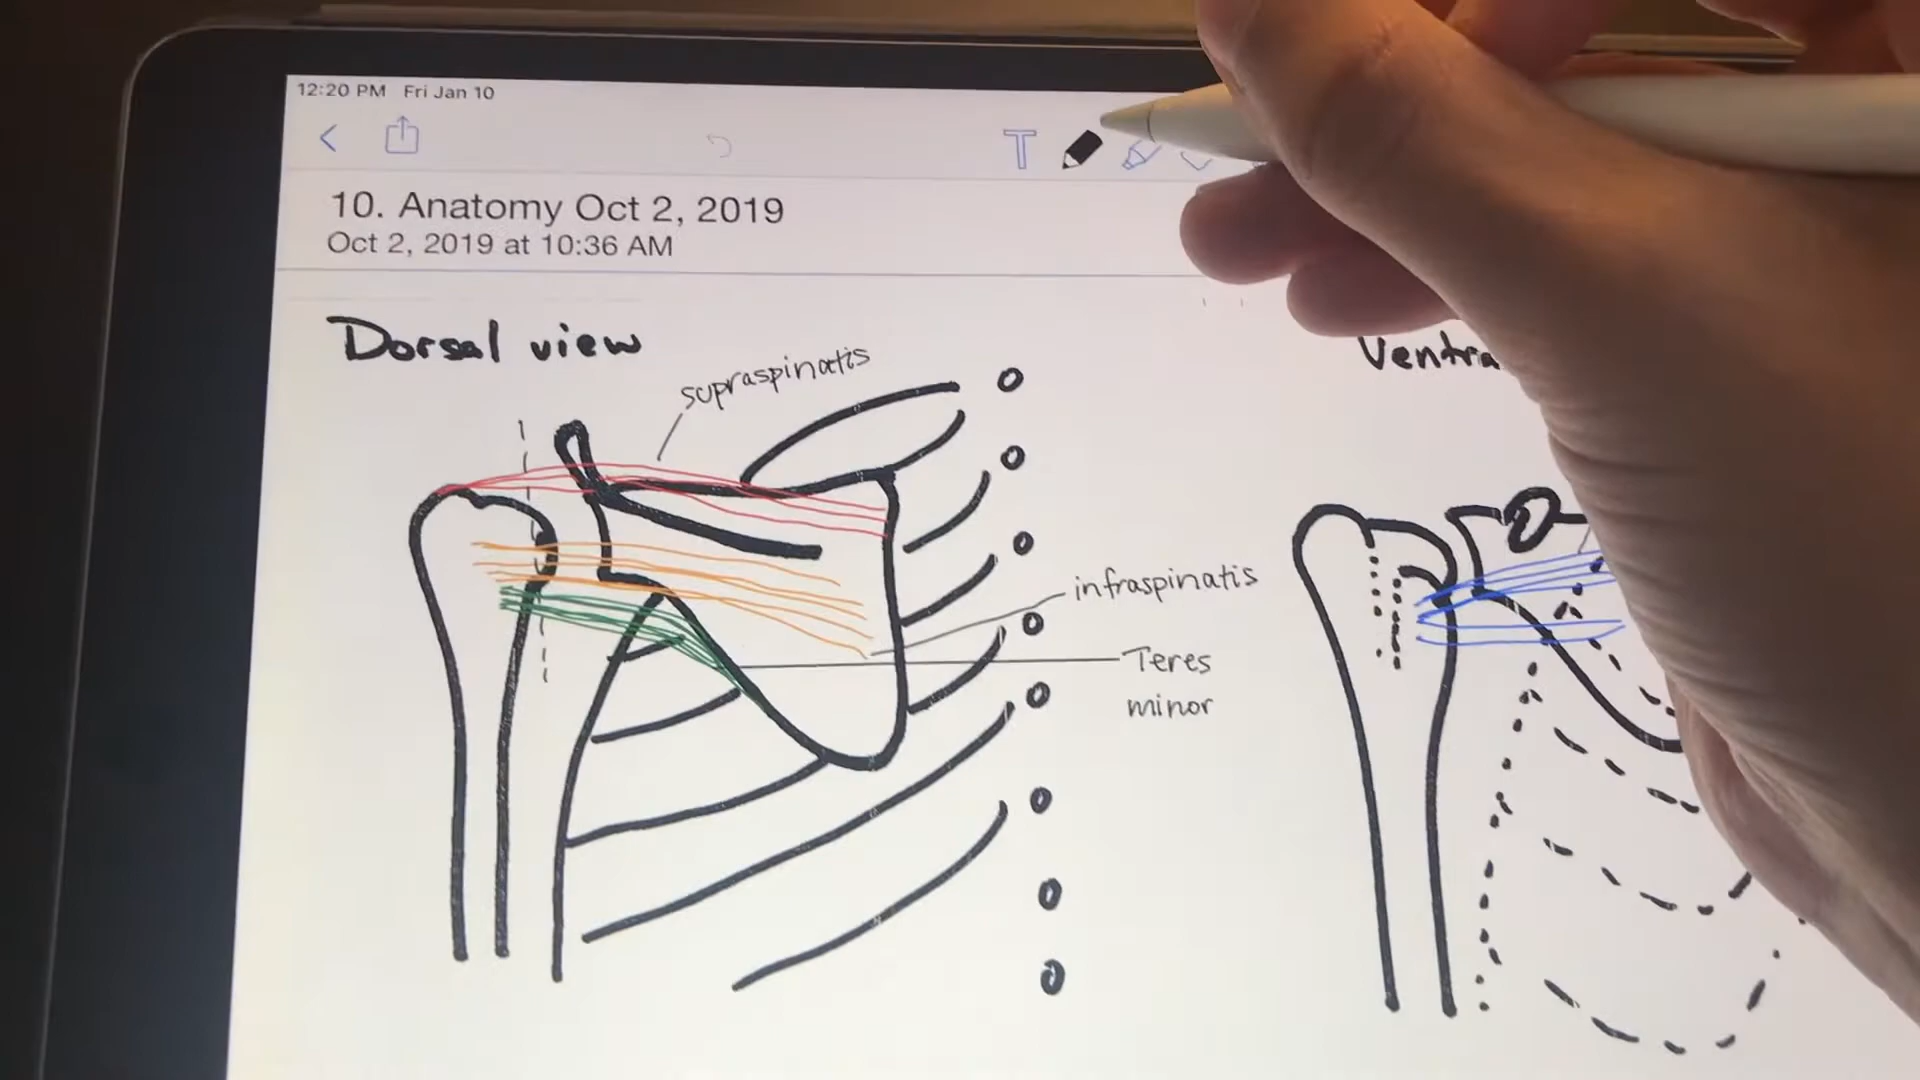 12:20 PM Fri Jan 10
T
10. Anatomy Oct 2, 2019
Oct 2, 2019 at 10:36 AM
Dorsal view
supraspinatis
infraspinatis
Teres
minor